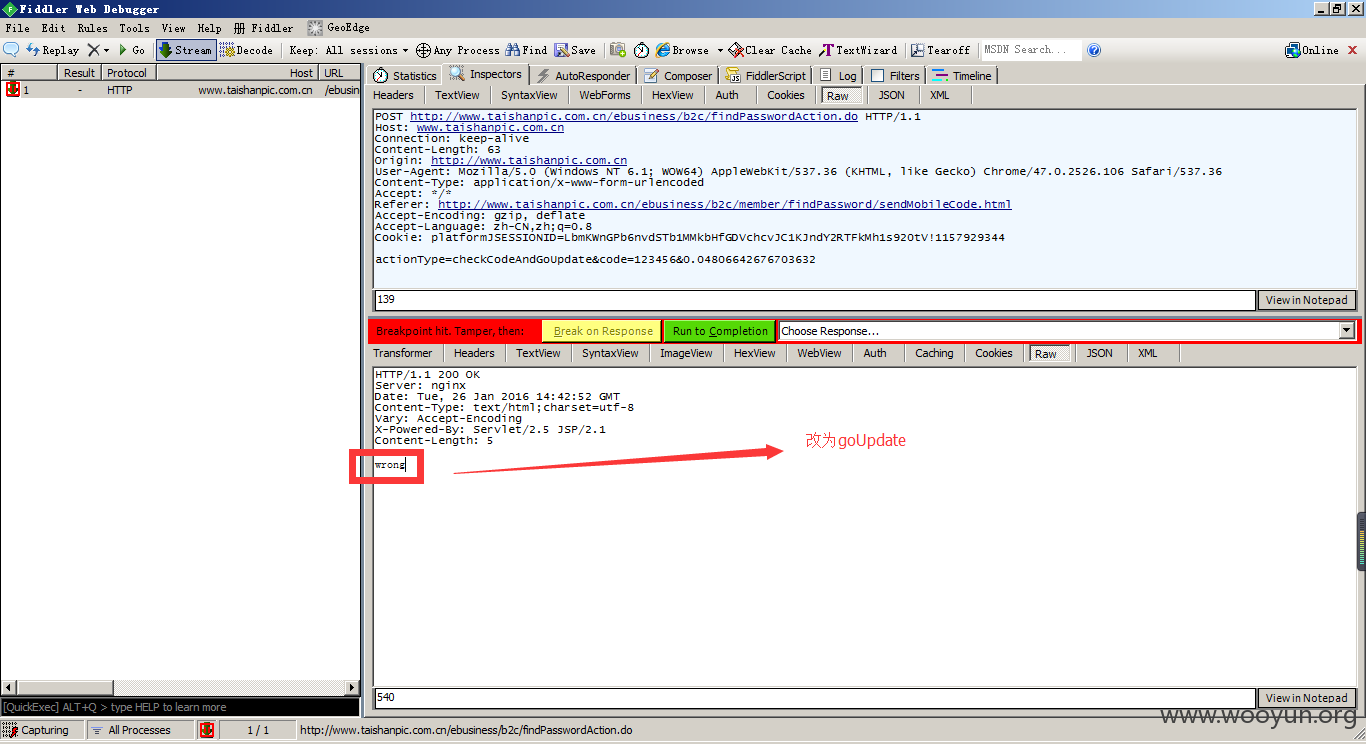 Fiddler Web Debugger
File Edit Rules Tools View Help Fiddler GeoEdge
Replay Go Stream Decode Keep: All sessions Any Process Find Save Browse Clear Cache TextWizard Tearoff MSDN Search... Online
# Result Protocol Host URL
1 - HTTP www.taishanpic.com.cn /ebusin
Statistics Inspectors AutoResponder Composer FiddlerScript Log Filters Timeline
Headers TextView SyntaxView WebForms HexView Auth Cookies Raw JSON XML
POST http://www.taishanpic.com.cn/ebusiness/b2c/findPasswordAction.do HTTP/1.1
Host: www.taishanpic.com.cn
Connection: keep-alive
Content-Length: 63
Origin: http://www.taishanpic.com.cn
User-Agent: Mozilla/5.0 (Windows NT 6.1; WOW64) AppleWebKit/537.36 (KHTML, like Gecko) Chrome/47.0.2526.106 Safari/537.36
Content-Type: application/x-www-form-urlencoded
Accept: */*
Referer: http://www.taishanpic.com.cn/ebusiness/b2c/member/findPassword/sendMobileCode.html
Accept-Encoding: gzip, deflate
Accept-Language: zh-CN,zh;q=0.8
Cookie: platformJSESSIONID=LbmKWnGPb6nvdSTb1MMkbHfGDVchcvJC1KJndY2RTFkMh1s920tV!1157929344
actionType=checkCodeAndGoUpdate&code=123456&0.04806642676703632
139 View in Notepad
Breakpoint hit. Tamper, then: Break on Response Run to Completion Choose Response...
Transformer Headers TextView SyntaxView ImageView HexView WebView Auth Caching Cookies Raw JSON XML
HTTP/1.1 200 OK
Server: nginx
Date: Tue, 26 Jan 2016 14:42:52 GMT
Content-Type: text/html;charset=utf-8
Vary: Accept-Encoding
X-Powered-By: Servlet/2.5 JSP/2.1
Content-Length: 5
改为goUpdate
wrong
540 View in Notepad
[QuickExec] ALT+Q > type HELP to learn more
www.wooyun.org
Capturing All Processes 1 / 1 http://www.taishanpic.com.cn/ebusiness/b2c/findPasswordAction.do